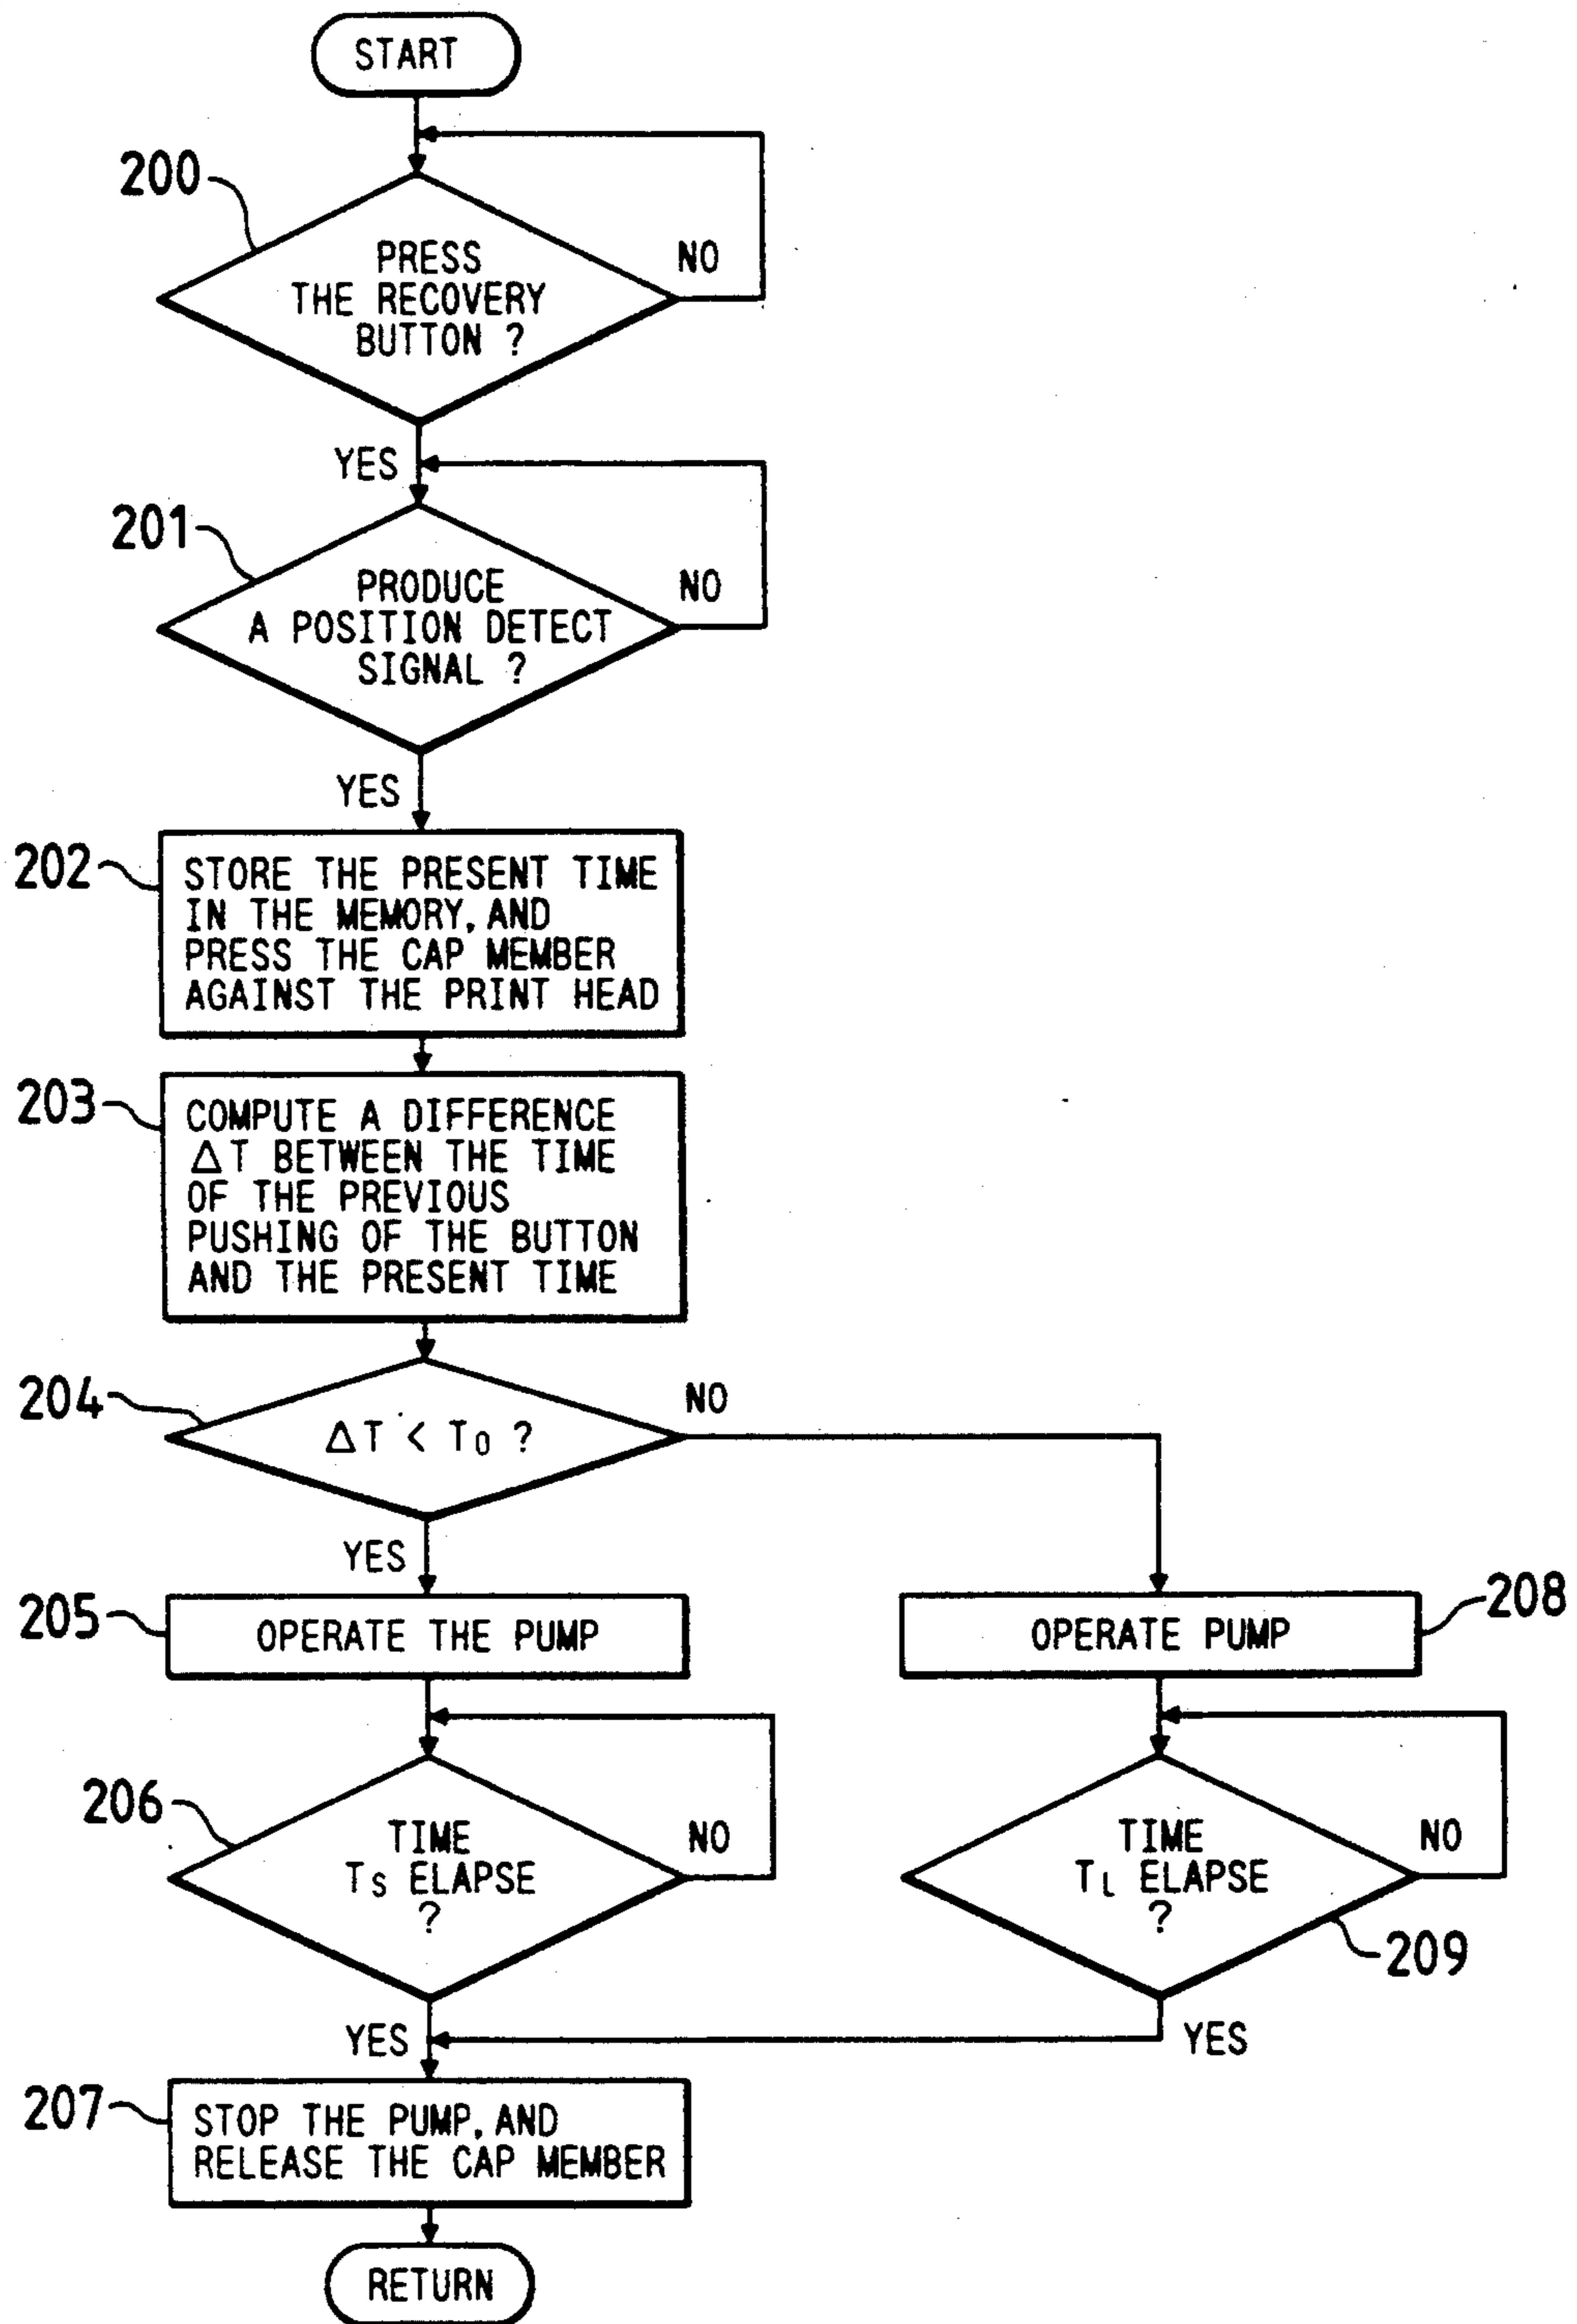 START
200
PRESS
THE RECOVERY
BUTTON ?
NO
YES
201
PRODUCE
A POSITION DETECT
SIGNAL ?
NO
YES
202
STORE THE PRESENT TIME
IN THE MEMORY, AND
PRESS THE CAP MEMBER
AGAINST THE PRINT HEAD
203
COMPUTE A DIFFERENCE
ΔT BETWEEN THE TIME
OF THE PREVIOUS
PUSHING OF THE BUTTON
AND THE PRESENT TIME
204
ΔT < T₀ ?
NO
YES
205
OPERATE THE PUMP
208
OPERATE PUMP
206
TIME
Tₛ ELAPSE
?
NO
YES
TIME
T_L ELAPSE
?
NO
209
YES
207
STOP THE PUMP, AND
RELEASE THE CAP MEMBER
RETURN